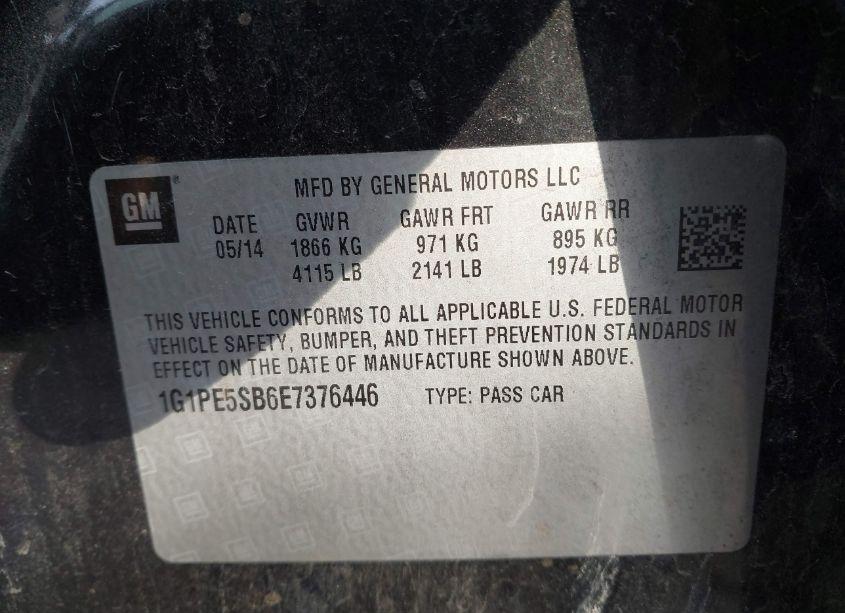 GM®
MFD BY GENERAL MOTORS LLC
DATE GVWR GAWR FRT GAWR RR
05/14 1866 KG 971 KG 895 KG
4115 LB 2141 LB 1974 LB
THIS VEHICLE CONFORMS TO ALL APPLICABLE U.S. FEDERAL MOTOR
VEHICLE SAFETY, BUMPER, AND THEFT PREVENTION STANDARDS IN
EFFECT ON THE DATE OF MANUFACTURE SHOWN ABOVE.
1G1PE5SB6E7376446 TYPE: PASS CAR